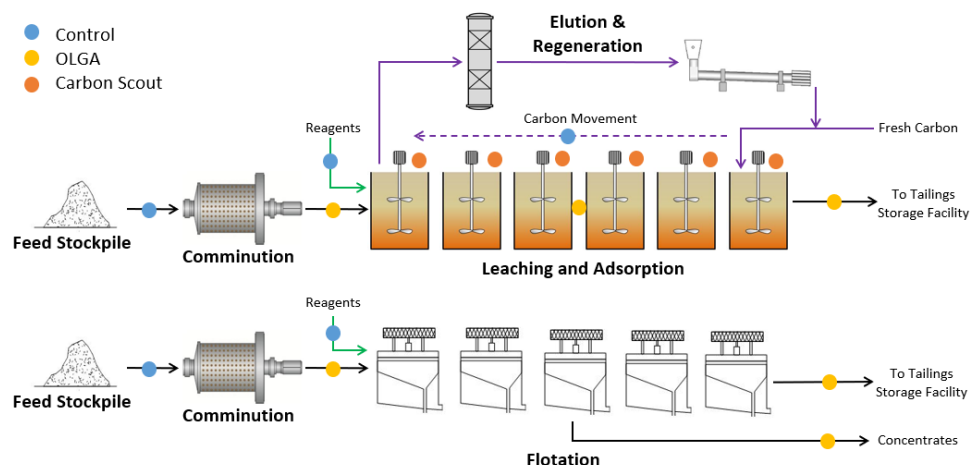 Control
OLGA
Carbon Scout
Elution &
Regeneration
Carbon Movement
Reagents
Fresh Carbon
To Tailings
Storage Facility
Feed Stockpile
Comminution
Leaching and Adsorption
Reagents
To Tailings
Storage Facility
Feed Stockpile
Comminution
Concentrates
Flotation